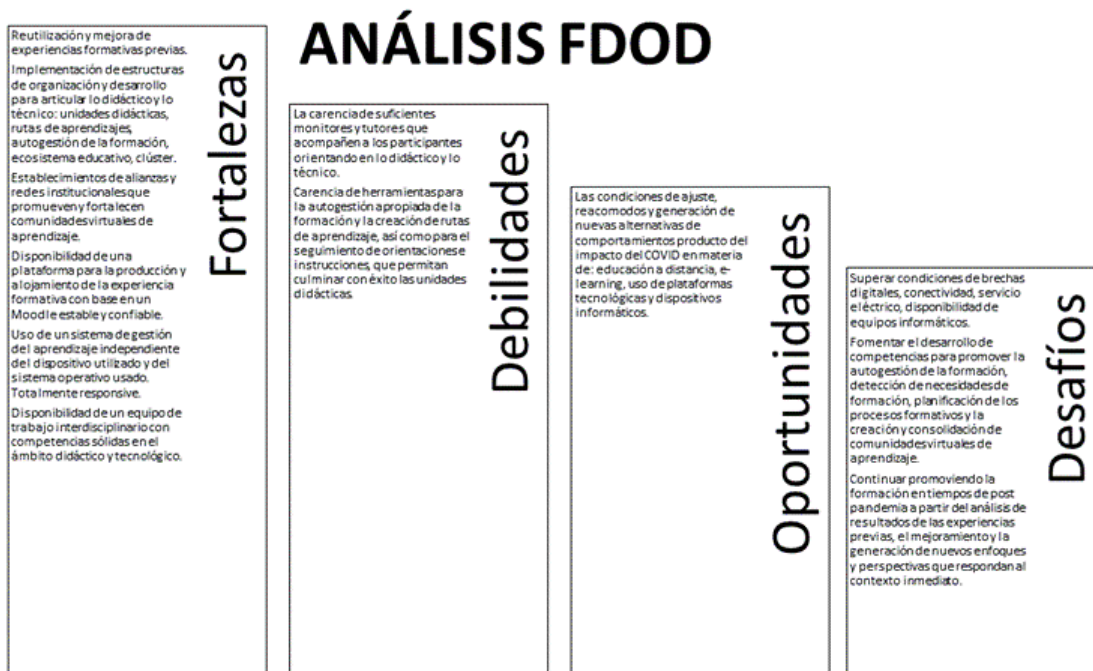 ANÁLISIS FDOD
Fortalezas
Reutilización y mejora de
experiencias formativas previas.
Implementación de estructuras
de organización y desarrollo
para articular lo didáctico y lo
técnico: unidades didácticas,
rutas de aprendizajes,
autogestión de la formación,
ecosistema educativo, clúster.
Establecimientos de alianzas y
redes institucionales que
promueven y fortalecen
comunidades virtuales de
aprendizaje.
Disponibilidad de una
plataforma para la producción y
alojamiento de la experiencia
formativa con base en un
Moodle estable y confiable.
Uso de un sistema de gestión
del aprendizaje independiente
del dispositivo utilizado y del
sistema operativo usado.
Totalmente responsive.
Disponibilidad de un equipo de
trabajo interdisciplinario con
competencias sólidas en el
ámbito didáctico y tecnológico.
Debilidades
La carencia de suficientes
monitores y tutores que
acompañen a los participantes
orientando en lo didáctico y lo
técnico.
Carencia de herramientas para
la autogestión apropiada de la
formación y la creación de rutas
de aprendizaje, así como para el
seguimiento de orientaciones e
instrucciones, que permitan
culminar con éxito las unidades
didácticas.
Oportunidades
Las condiciones de ajuste,
reacomodos y generación de
nuevas alternativas de
comportamientos producto del
impacto del COVID en materia
de: educación a distancia, e-
learning, uso de plataformas
tecnológicas y dispositivos
informáticos.
Desafíos
Superar condiciones de brechas
digitales, conectividad, servicio
eléctrico, disponibilidad de
equipos informáticos.
Fomentar el desarrollo de
competencias para promover la
autogestión de la formación,
detección de necesidades de
formación, planificación de los
procesos formativos y la
creación y consolidación de
comunidades virtuales de
aprendizaje.
Continuar promoviendo la
formación en tiempos de post
pandemia a partir del análisis de
resultados de las experiencias
previas, el mejoramiento y la
generación de nuevos enfoques
y perspectivas que respondan al
contexto inmediato.